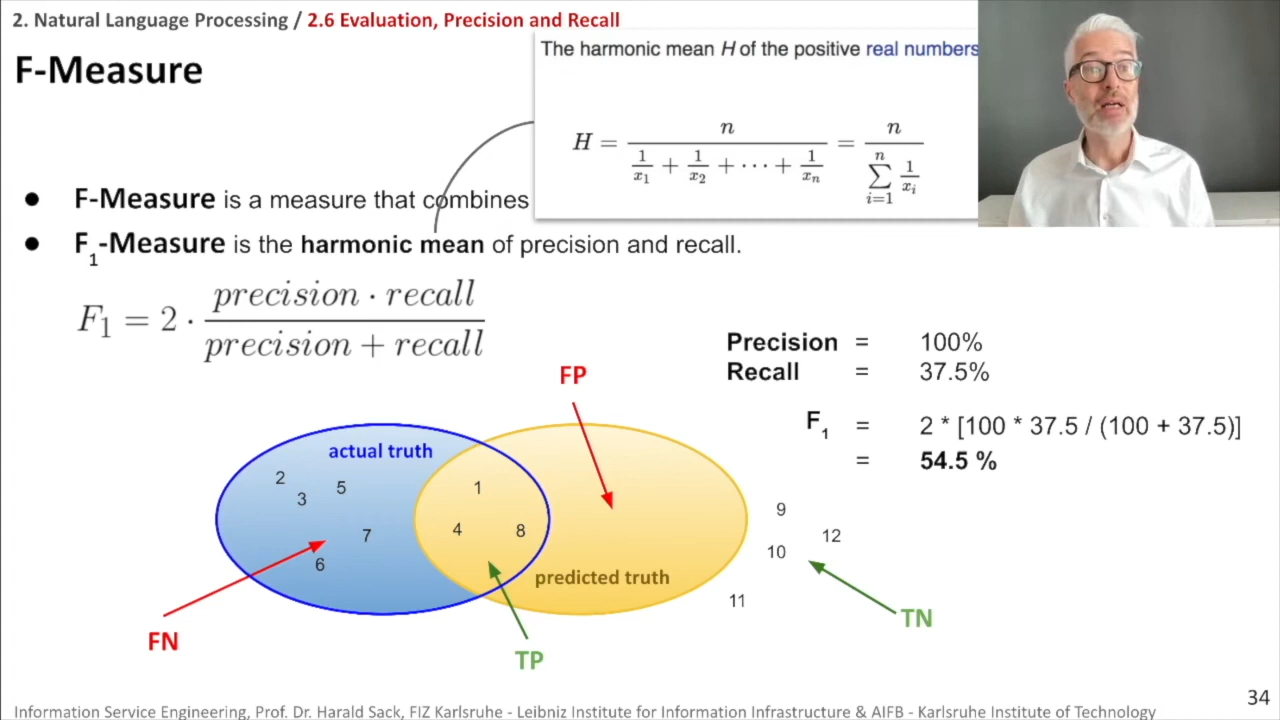 2. Natural Language Processing / 2.6 Evaluation, Precision and Recall
F-Measure
The harmonic mean H of the positive real numbers
H = n / (1/x₁ + 1/x₂ + ⋯ + 1/xₙ) = n / (∑ⁿᵢ₌₁ 1/xᵢ)
● F-Measure is a measure that combines
● F₁-Measure is the harmonic mean of precision and recall.
F₁ = 2 · (precision · recall) / (precision + recall)
Precision = 100%
Recall = 37.5%
F₁ = 2 * [100 * 37.5 / (100 + 37.5)]
= 54.5 %
FP
actual truth
2
3
5
7
6
1
4
8
predicted truth
9
12
10
11
FN
TP
TN
34
Information Service Engineering, Prof. Dr. Harald Sack, FIZ Karlsruhe - Leibniz Institute for Information Infrastructure & AIFB - Karlsruhe Institute of Technology